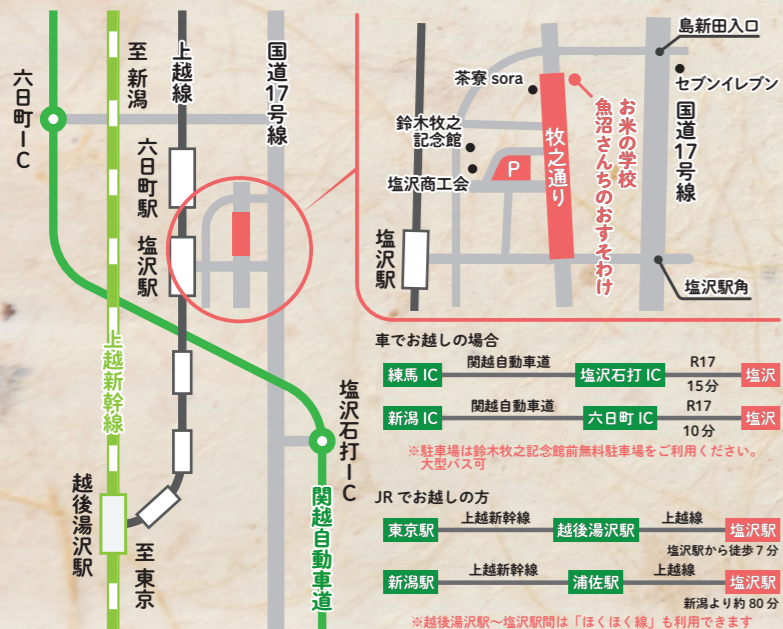 六日町IC
至 新潟
上越線
国道17号線
六日町駅
塩沢駅
上越新幹線
越後湯沢駅
至 東京
塩沢石打IC
関越自動車道
島新田入口
セブンイレブン
国道17号線
茶寮 sora
鈴木牧之
記念館
塩沢商工会
P
牧之通り
お米の学校
魚沼さんちのおすそわけ
塩沢駅
塩沢駅角
車でお越しの場合
練馬 IC 関越自動車道 塩沢石打 IC R17 15分 塩沢
新潟 IC 関越自動車道 六日町 IC R17 10分 塩沢
※駐車場は鈴木牧之記念館前無料駐車場をご利用ください。
大型バス可
JR でお越しの方
東京駅 上越新幹線 越後湯沢駅 上越線 塩沢駅
塩沢駅から徒歩 7 分
新潟駅 上越新幹線 浦佐駅 上越線 塩沢駅
新潟より約 80 分
※越後湯沢駅～塩沢駅間は「ほくほく線」も利用できます